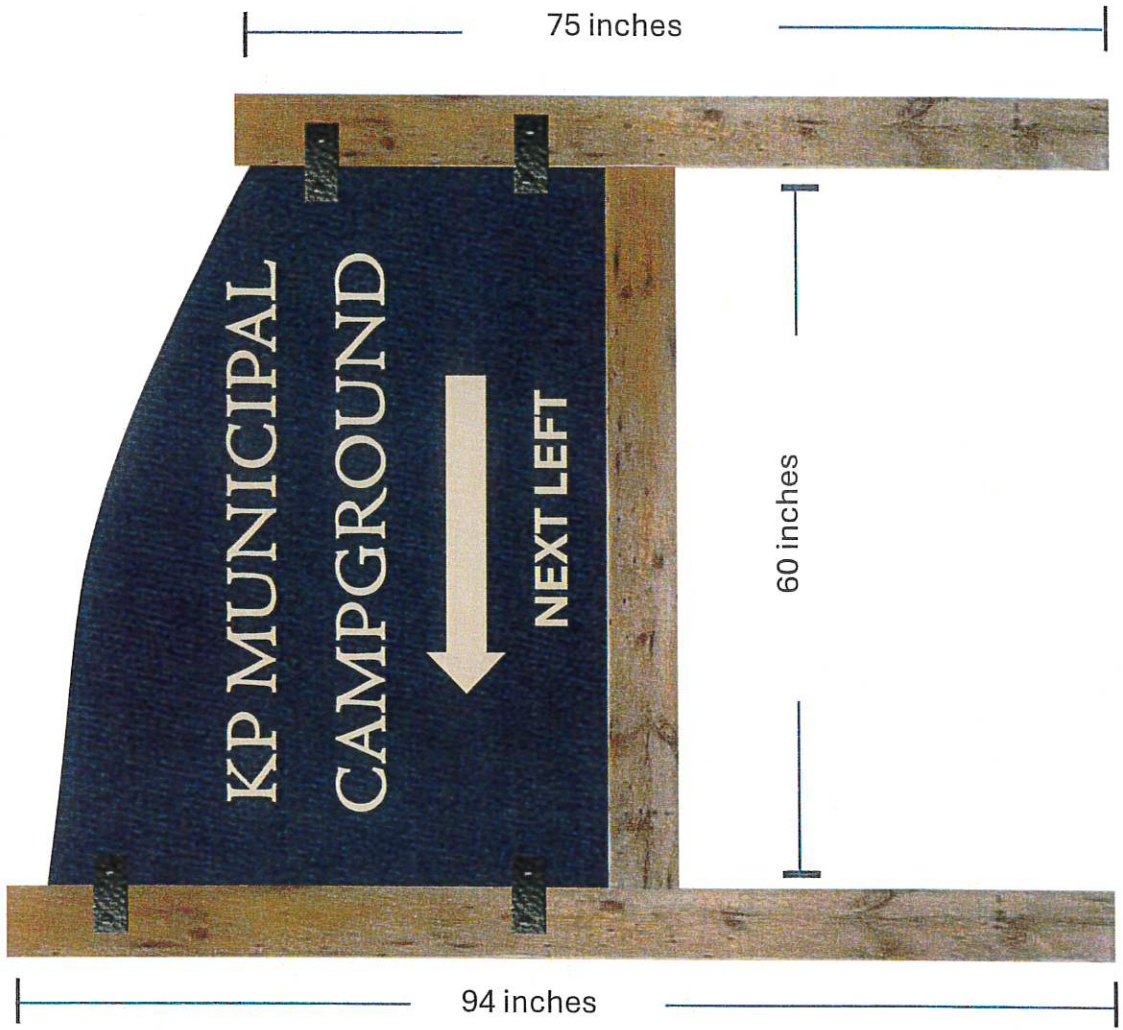 75 inches
KP MUNICIPAL
CAMPGROUND
NEXT LEFT
60 inches
94 inches